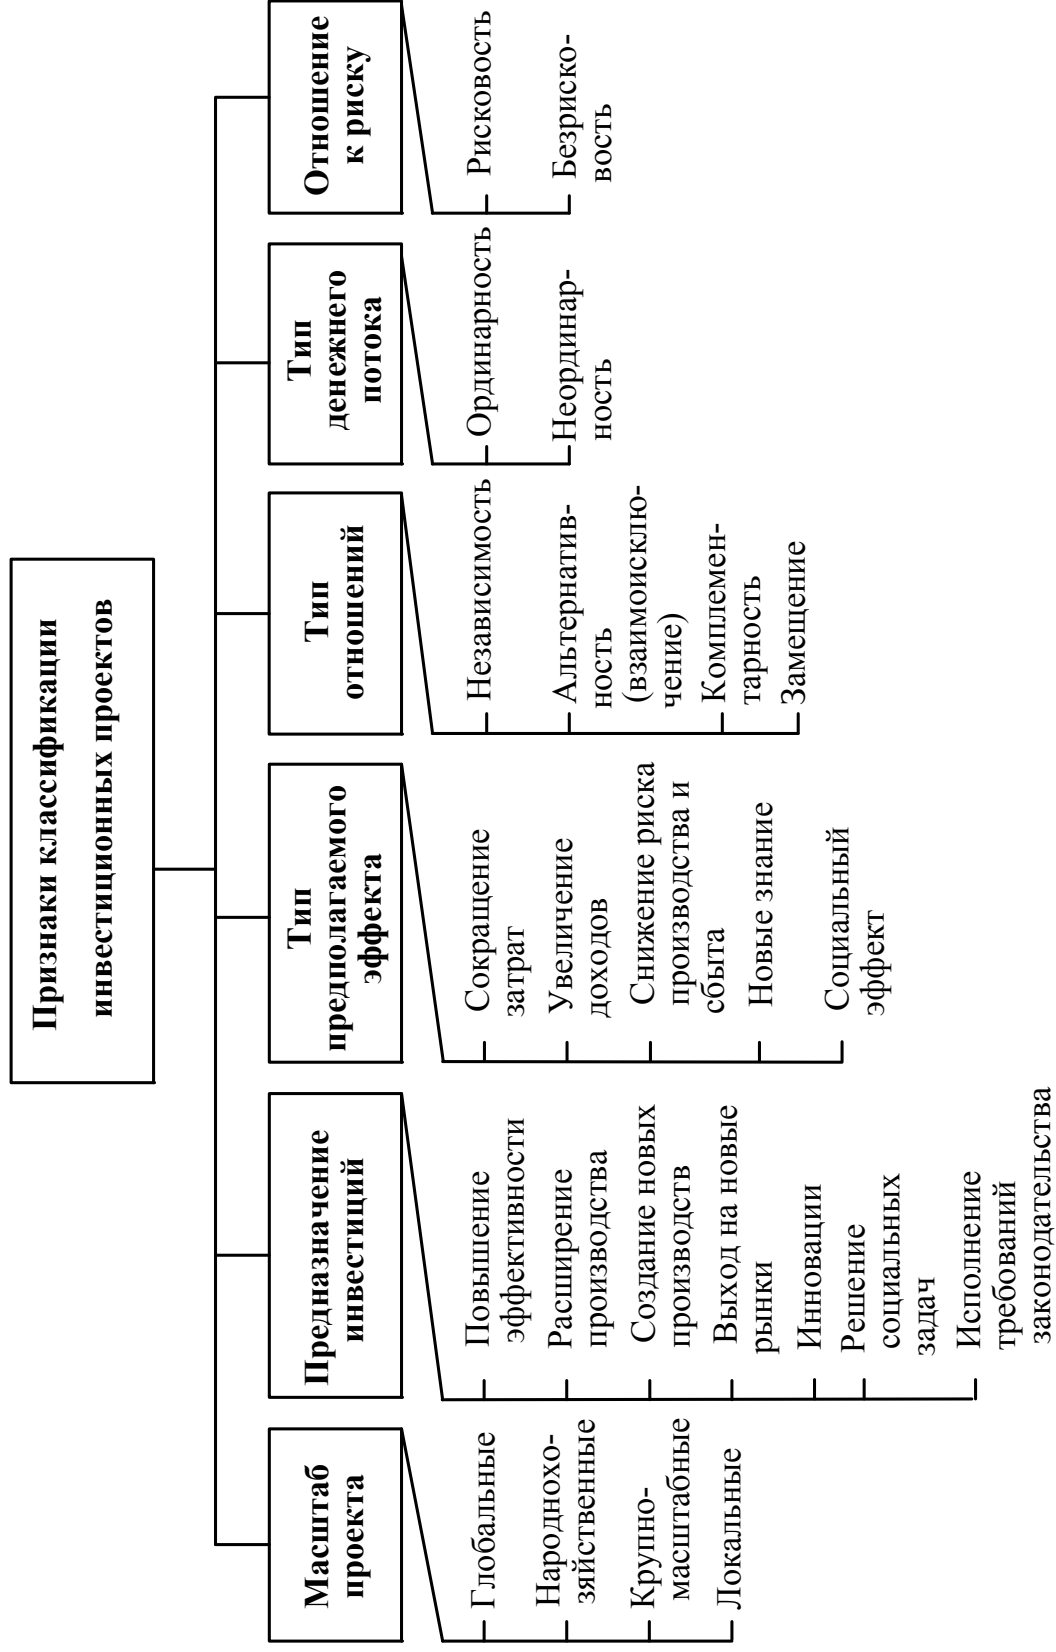 Признаки классификации
инвестиционных проектов
Масштаб
проекта
Глобальные
Народнохо-
зяйственные
Крупно-
масштабные
Локальные
Предназначение
инвестиций
Повышение
эффективности
Расширение
производства
Создание новых
производств
Выход на новые
рынки
Инновации
Решение
социальных
задач
Исполнение
требований
законодательства
Тип
предполагаемого
эффекта
Сокращение
затрат
Увеличение
доходов
Снижение риска
производства и
сбыта
Новые знание
Социальный
эффект
Тип
отношений
Независимость
Альтернатив-
ность
(взаимоисклю-
чение)
Комплемен-
тарность
Замещение
Тип
денежнего
потока
Ординарность
Неординар-
ность
Отношение
к риску
Рисковость
Безриско-
вость